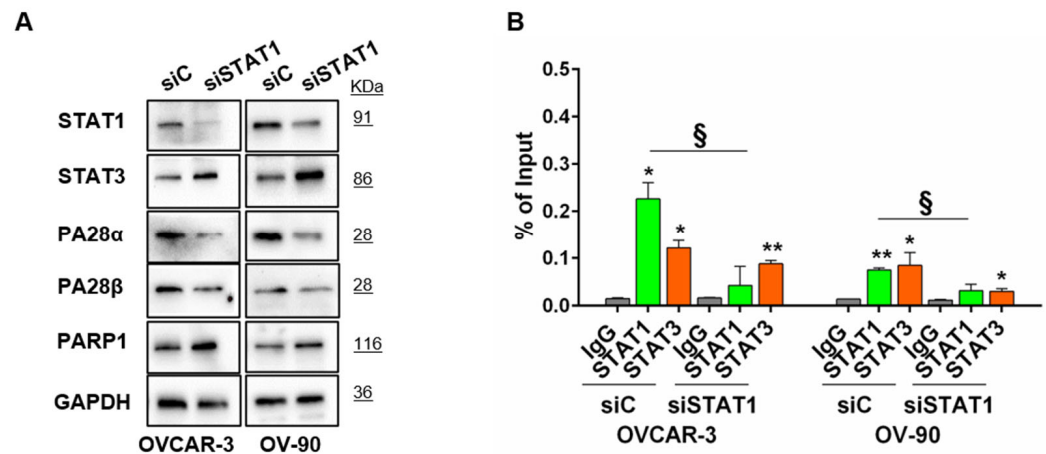 A
siC siSTAT1 siC siSTAT1
KDa
STAT1 91
STAT3 86
PA28α 28
PA28β 28
PARP1 116
GAPDH 36
OVCAR-3 OV-90
B
% of Input
0.5
0.4
0.3
0.2
0.1
0.0
§
§
* * ** ** * *
IgG STAT1 STAT3 IgG STAT1 STAT3 IgG STAT1 STAT3 IgG STAT1 STAT3
siC siSTAT1 siC siSTAT1
OVCAR-3 OV-90